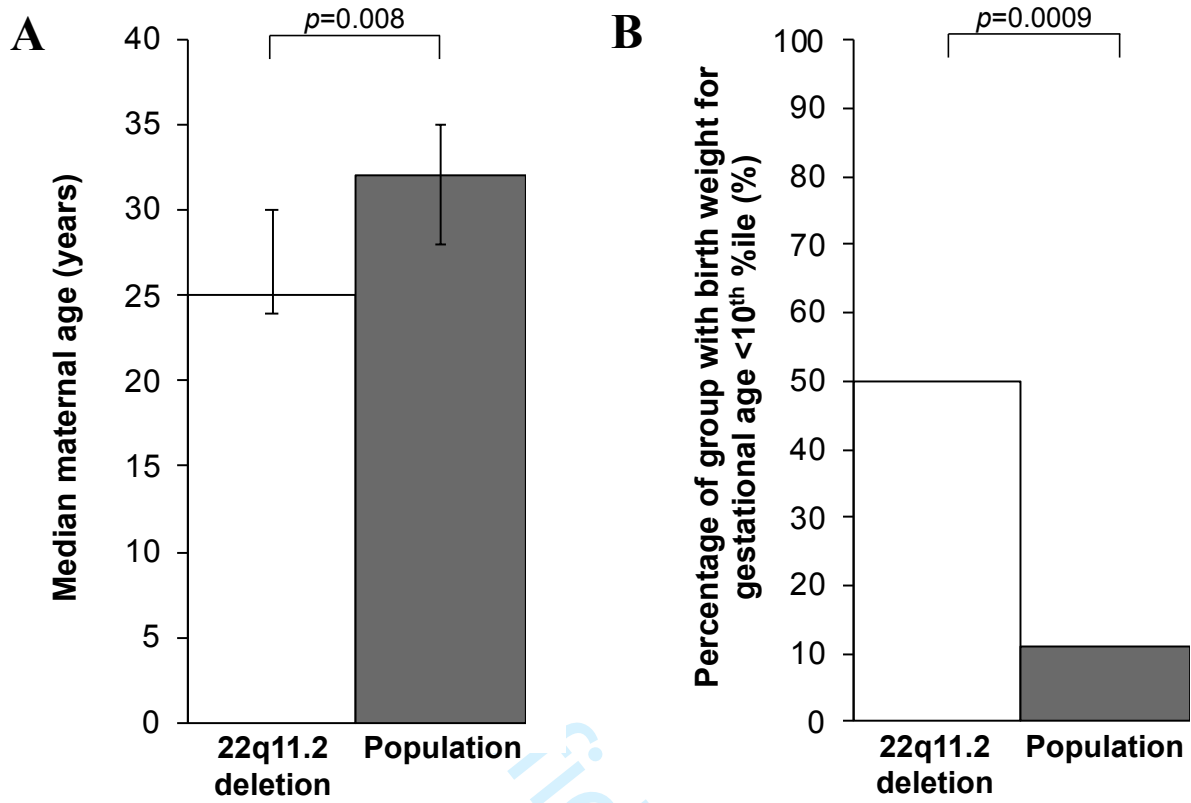 A
p=0.008
Median maternal age (years)
40
35
30
25
20
15
10
5
0
22q11.2
deletion
Population
B
p=0.0009
Percentage of group with birth weight for
gestational age <10th %ile (%)
100
90
80
70
60
50
40
30
20
10
0
22q11.2
deletion
Population